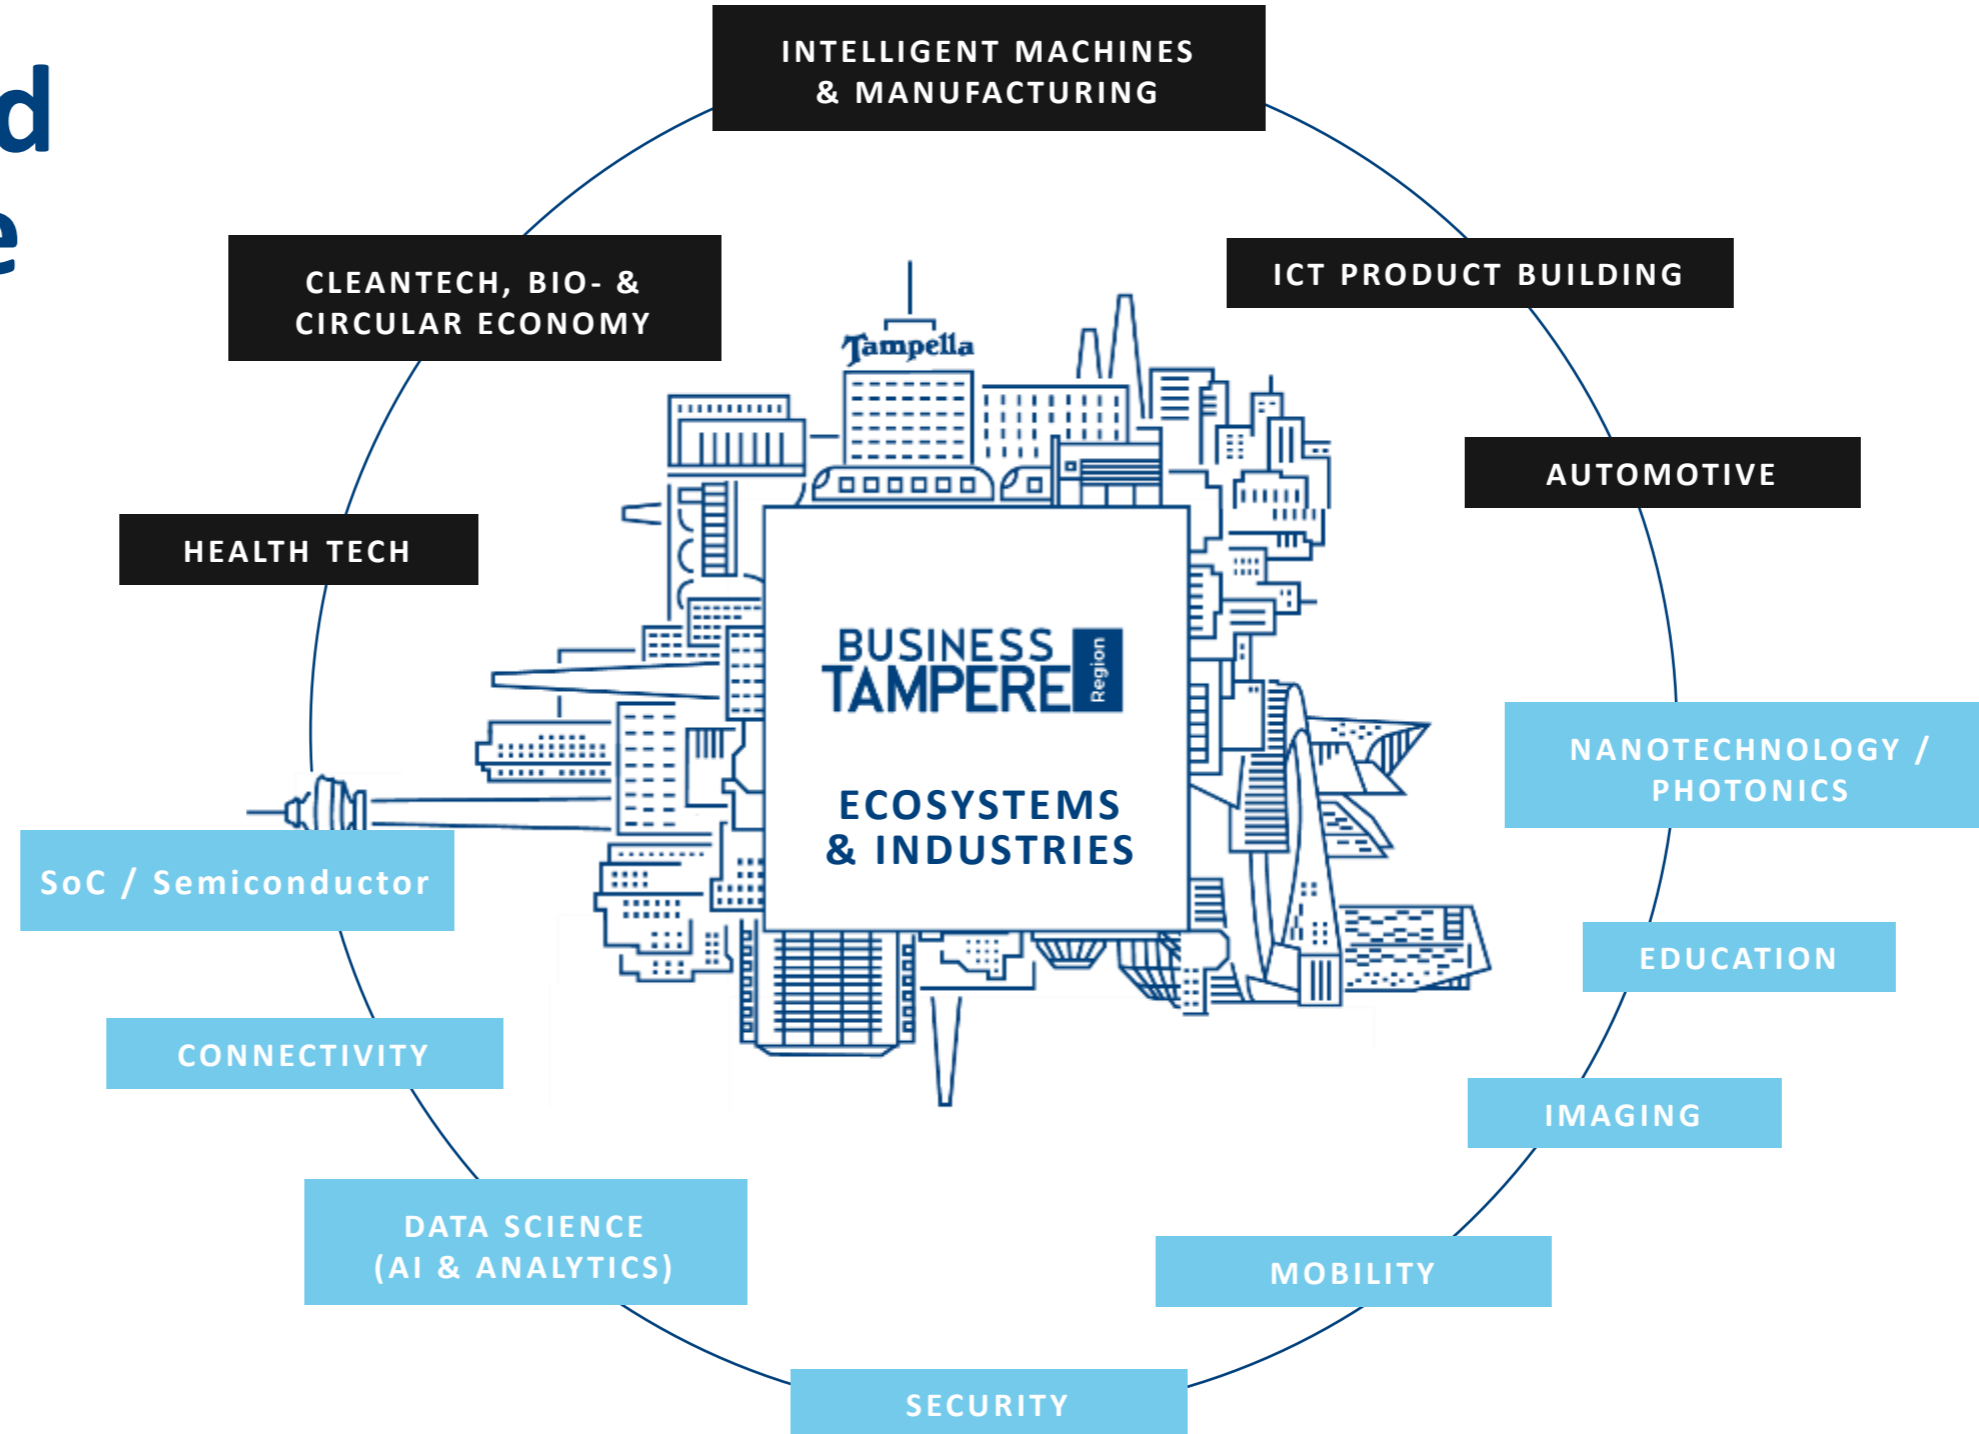 d
e
INTELLIGENT MACHINES
& MANUFACTURING
CLEANTECH, BIO- &
CIRCULAR ECONOMY
ICT PRODUCT BUILDING
Tampella
AUTOMOTIVE
HEALTH TECH
BUSINESS
TAMPERE
Region
NANOTECHNOLOGY /
PHOTONICS
ECOSYSTEMS
& INDUSTRIES
SoC / Semiconductor
EDUCATION
CONNECTIVITY
IMAGING
DATA SCIENCE
(AI & ANALYTICS)
MOBILITY
SECURITY